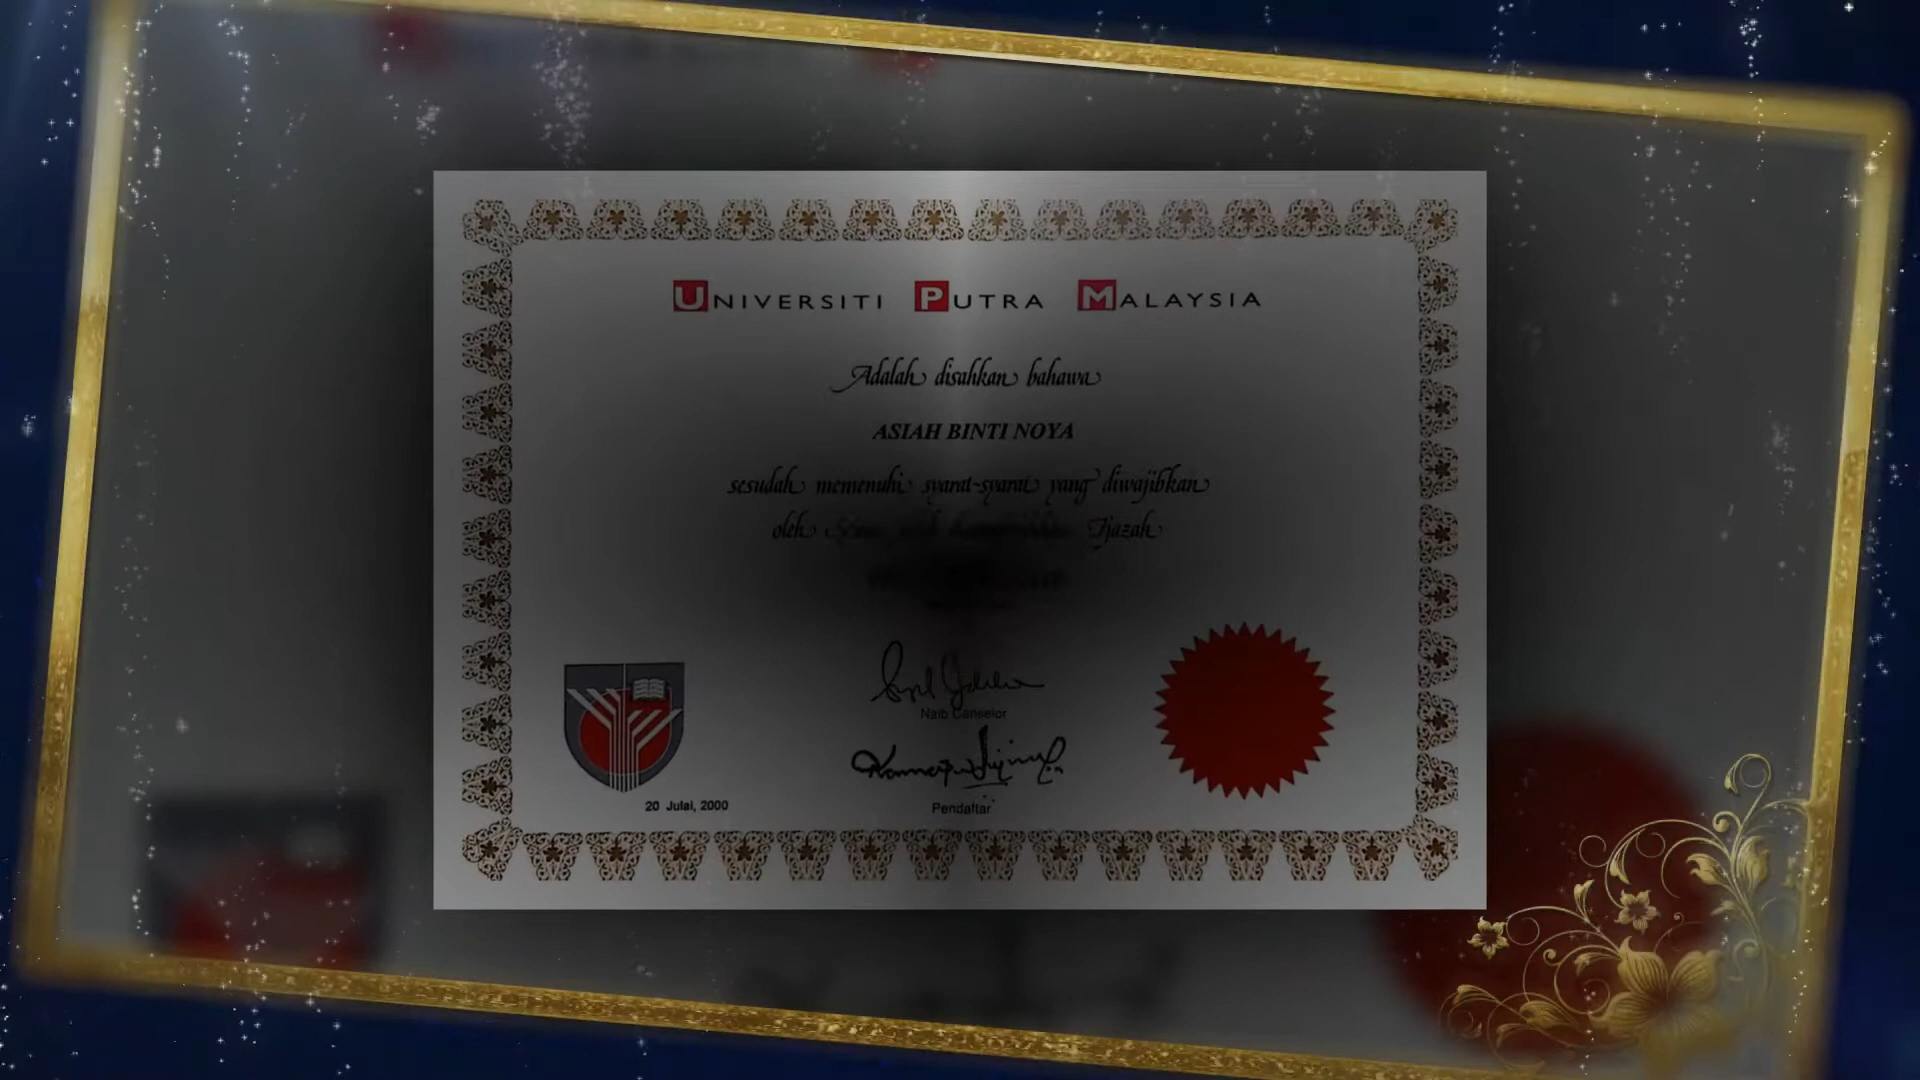 UNIVERSITI PUTRA MALAYSIA
Adalah disahkan bahawa
ASIAH BINTI NOYA
sesudah memenuhi syarat-syarat yang diwajibkan
oleh Ijazah
Naib Canselor
Pendaftar
20 Julai, 2000